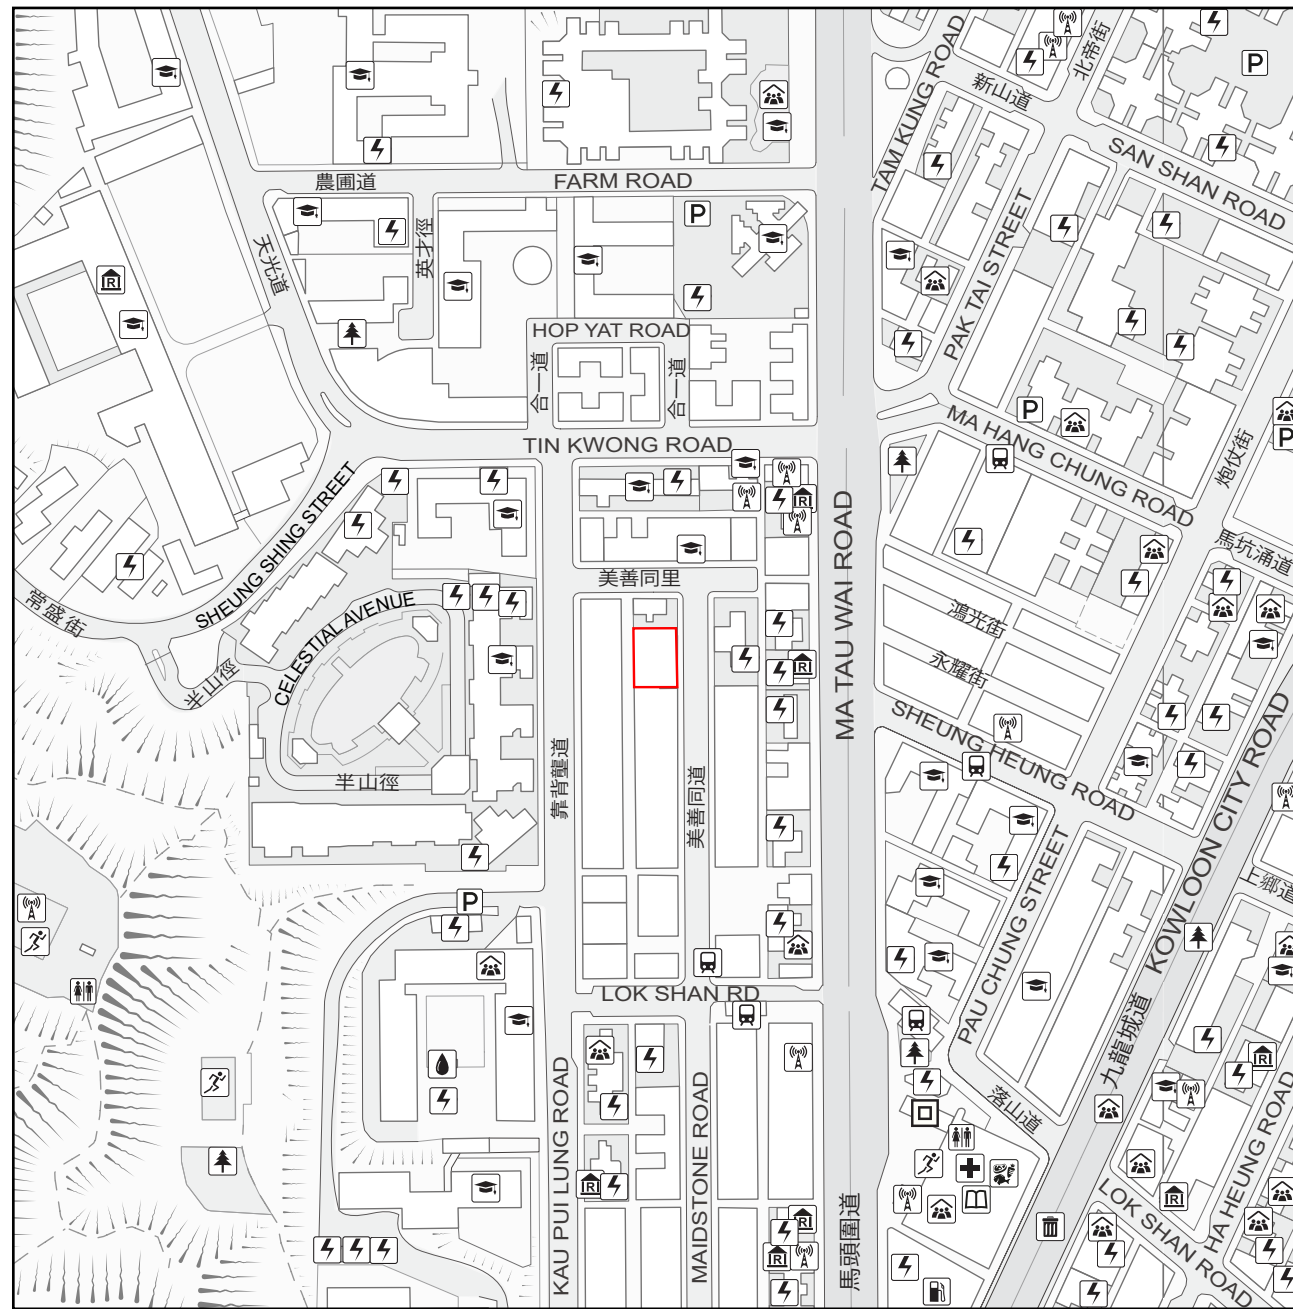 北帝街
P
新山道
TAM KUNG ROAD
SAN SHAN ROAD
農圃道
FARM ROAD
P
天光道
英才徑
R
PAK TAI STREET
HOP YAT ROAD
合一道
合一道
P
MA HANG CHUNG ROAD
P
炮仗街
TIN KWONG ROAD
SHEUNG SHING STREET
R
MA TAU WAI ROAD
馬坑涌道
美善同里
常盛街
CELESTIAL AVENUE
鴻光街
永耀街
R
半山徑
SHEUNG HEUNG ROAD
KOWLOON CITY ROAD
靠背壟道
半山徑
美善同道
PAU CHUNG STREET
上鄉道
P
LOK SHAN RD
九龍城道
R
落山道
KAU PUI LUNG ROAD
MAIDSTONE ROAD
R
HA HEUNG ROAD
LOK SHAN ROAD
R
馬頭圍道
R
R